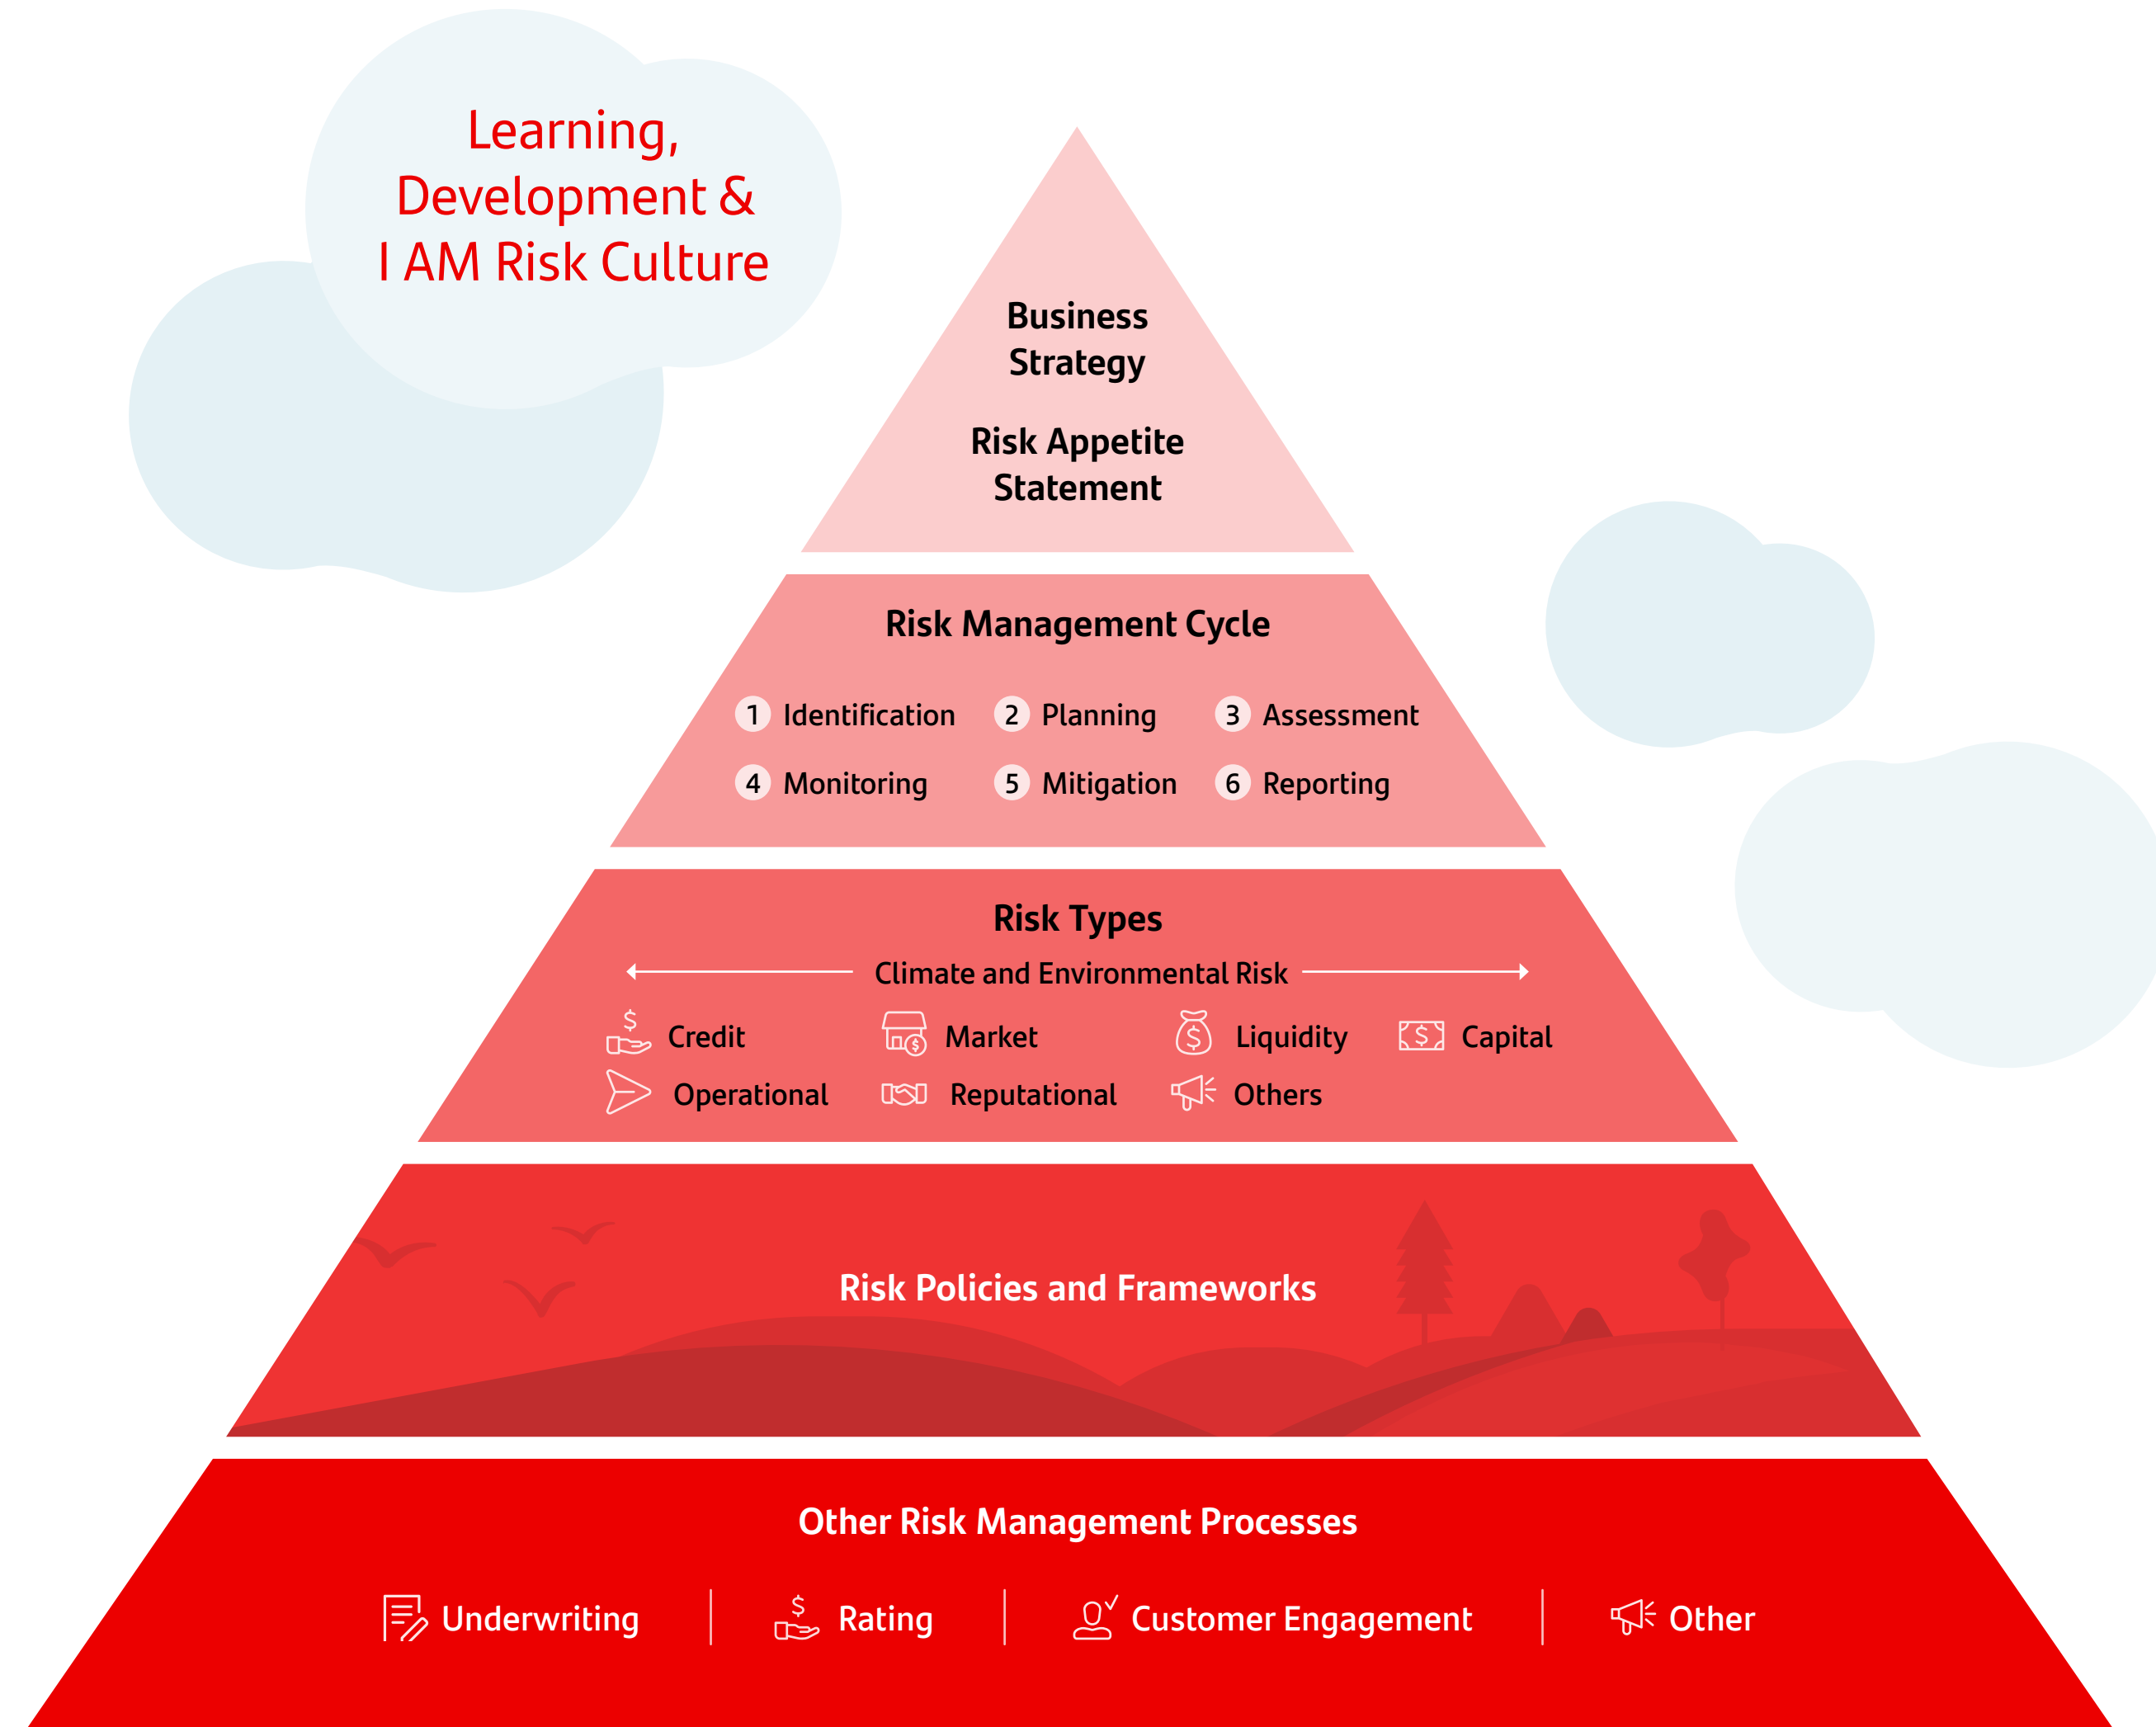 Learning,
Development &
I AM Risk Culture
Business
Strategy
Risk Appetite
Statement
Risk Management Cycle
1 Identification 2 Planning 3 Assessment
4 Monitoring 5 Mitigation 6 Reporting
Risk Types
Climate and Environmental Risk
Credit Market Liquidity Capital
Operational Reputational Others
Risk Policies and Frameworks
Other Risk Management Processes
Underwriting Rating Customer Engagement Other